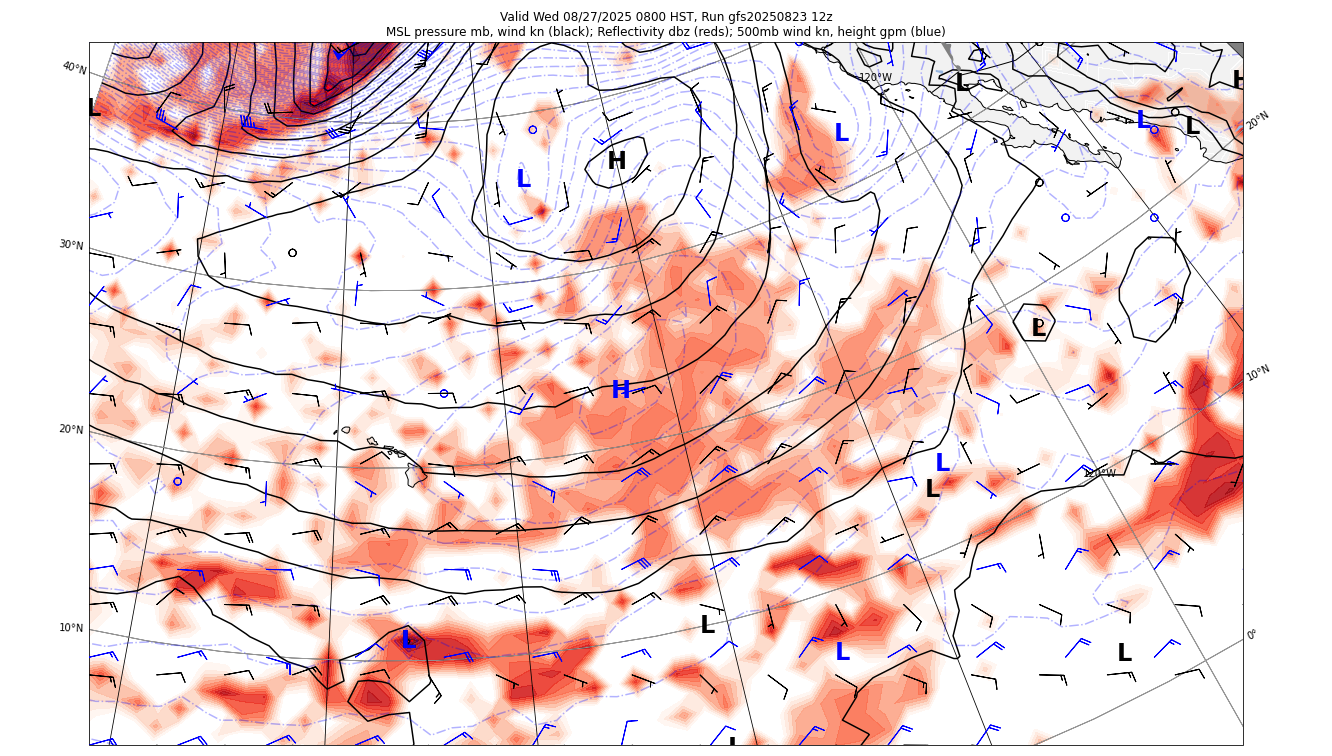 Valid Wed 08/27/2025 0800 HST, Run gfs20250823 12z
MSL pressure mb, wind kn (black); Reflectivity dbz (reds); 500mb wind kn, height gpm (blue)
40°N
120°W
L
H
L
L
L
L
20°N
H
L
30°N
L
10°N
H
20°N
L
120°W
L
10°N
L
L
0°
L
L
L